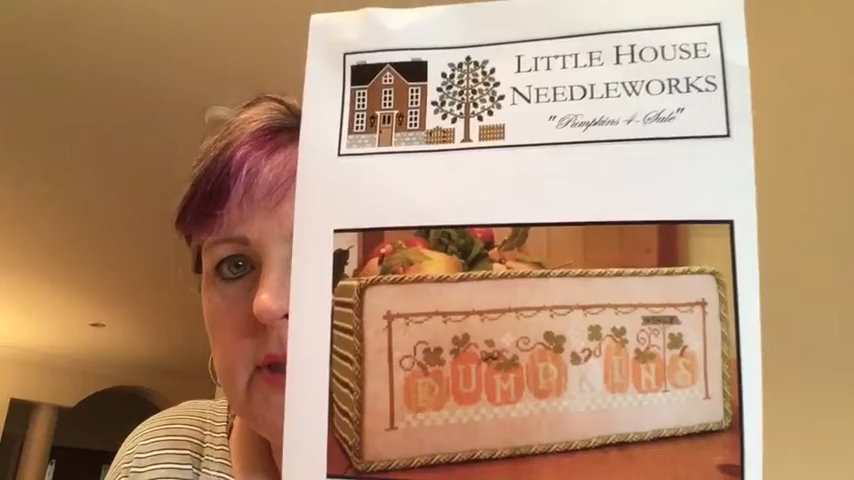 LITTLE HOUSE
NEEDLEWORKS
"Pumpkins 4-Sale"
PUMPKINS